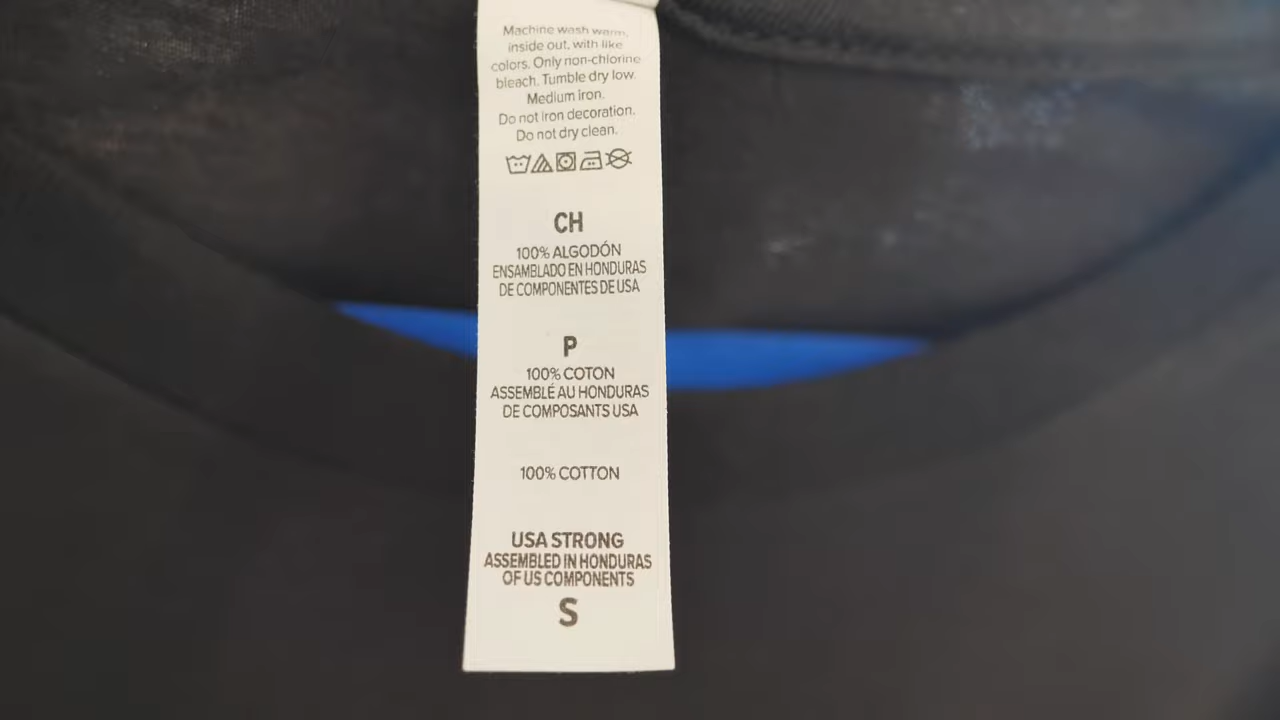 Machine wash warm,
inside out, with like
colors. Only non-chlorine
bleach. Tumble dry low.
Medium iron.
Do not iron decoration.
Do not dry clean.
CH
100% ALGODÓN
ENSAMBLADO EN HONDURAS
DE COMPONENTES DE USA
P
100% COTON
ASSEMBLÉ AU HONDURAS
DE COMPOSANTS USA
100% COTTON
USA STRONG
ASSEMBLED IN HONDURAS
OF US COMPONENTS
S